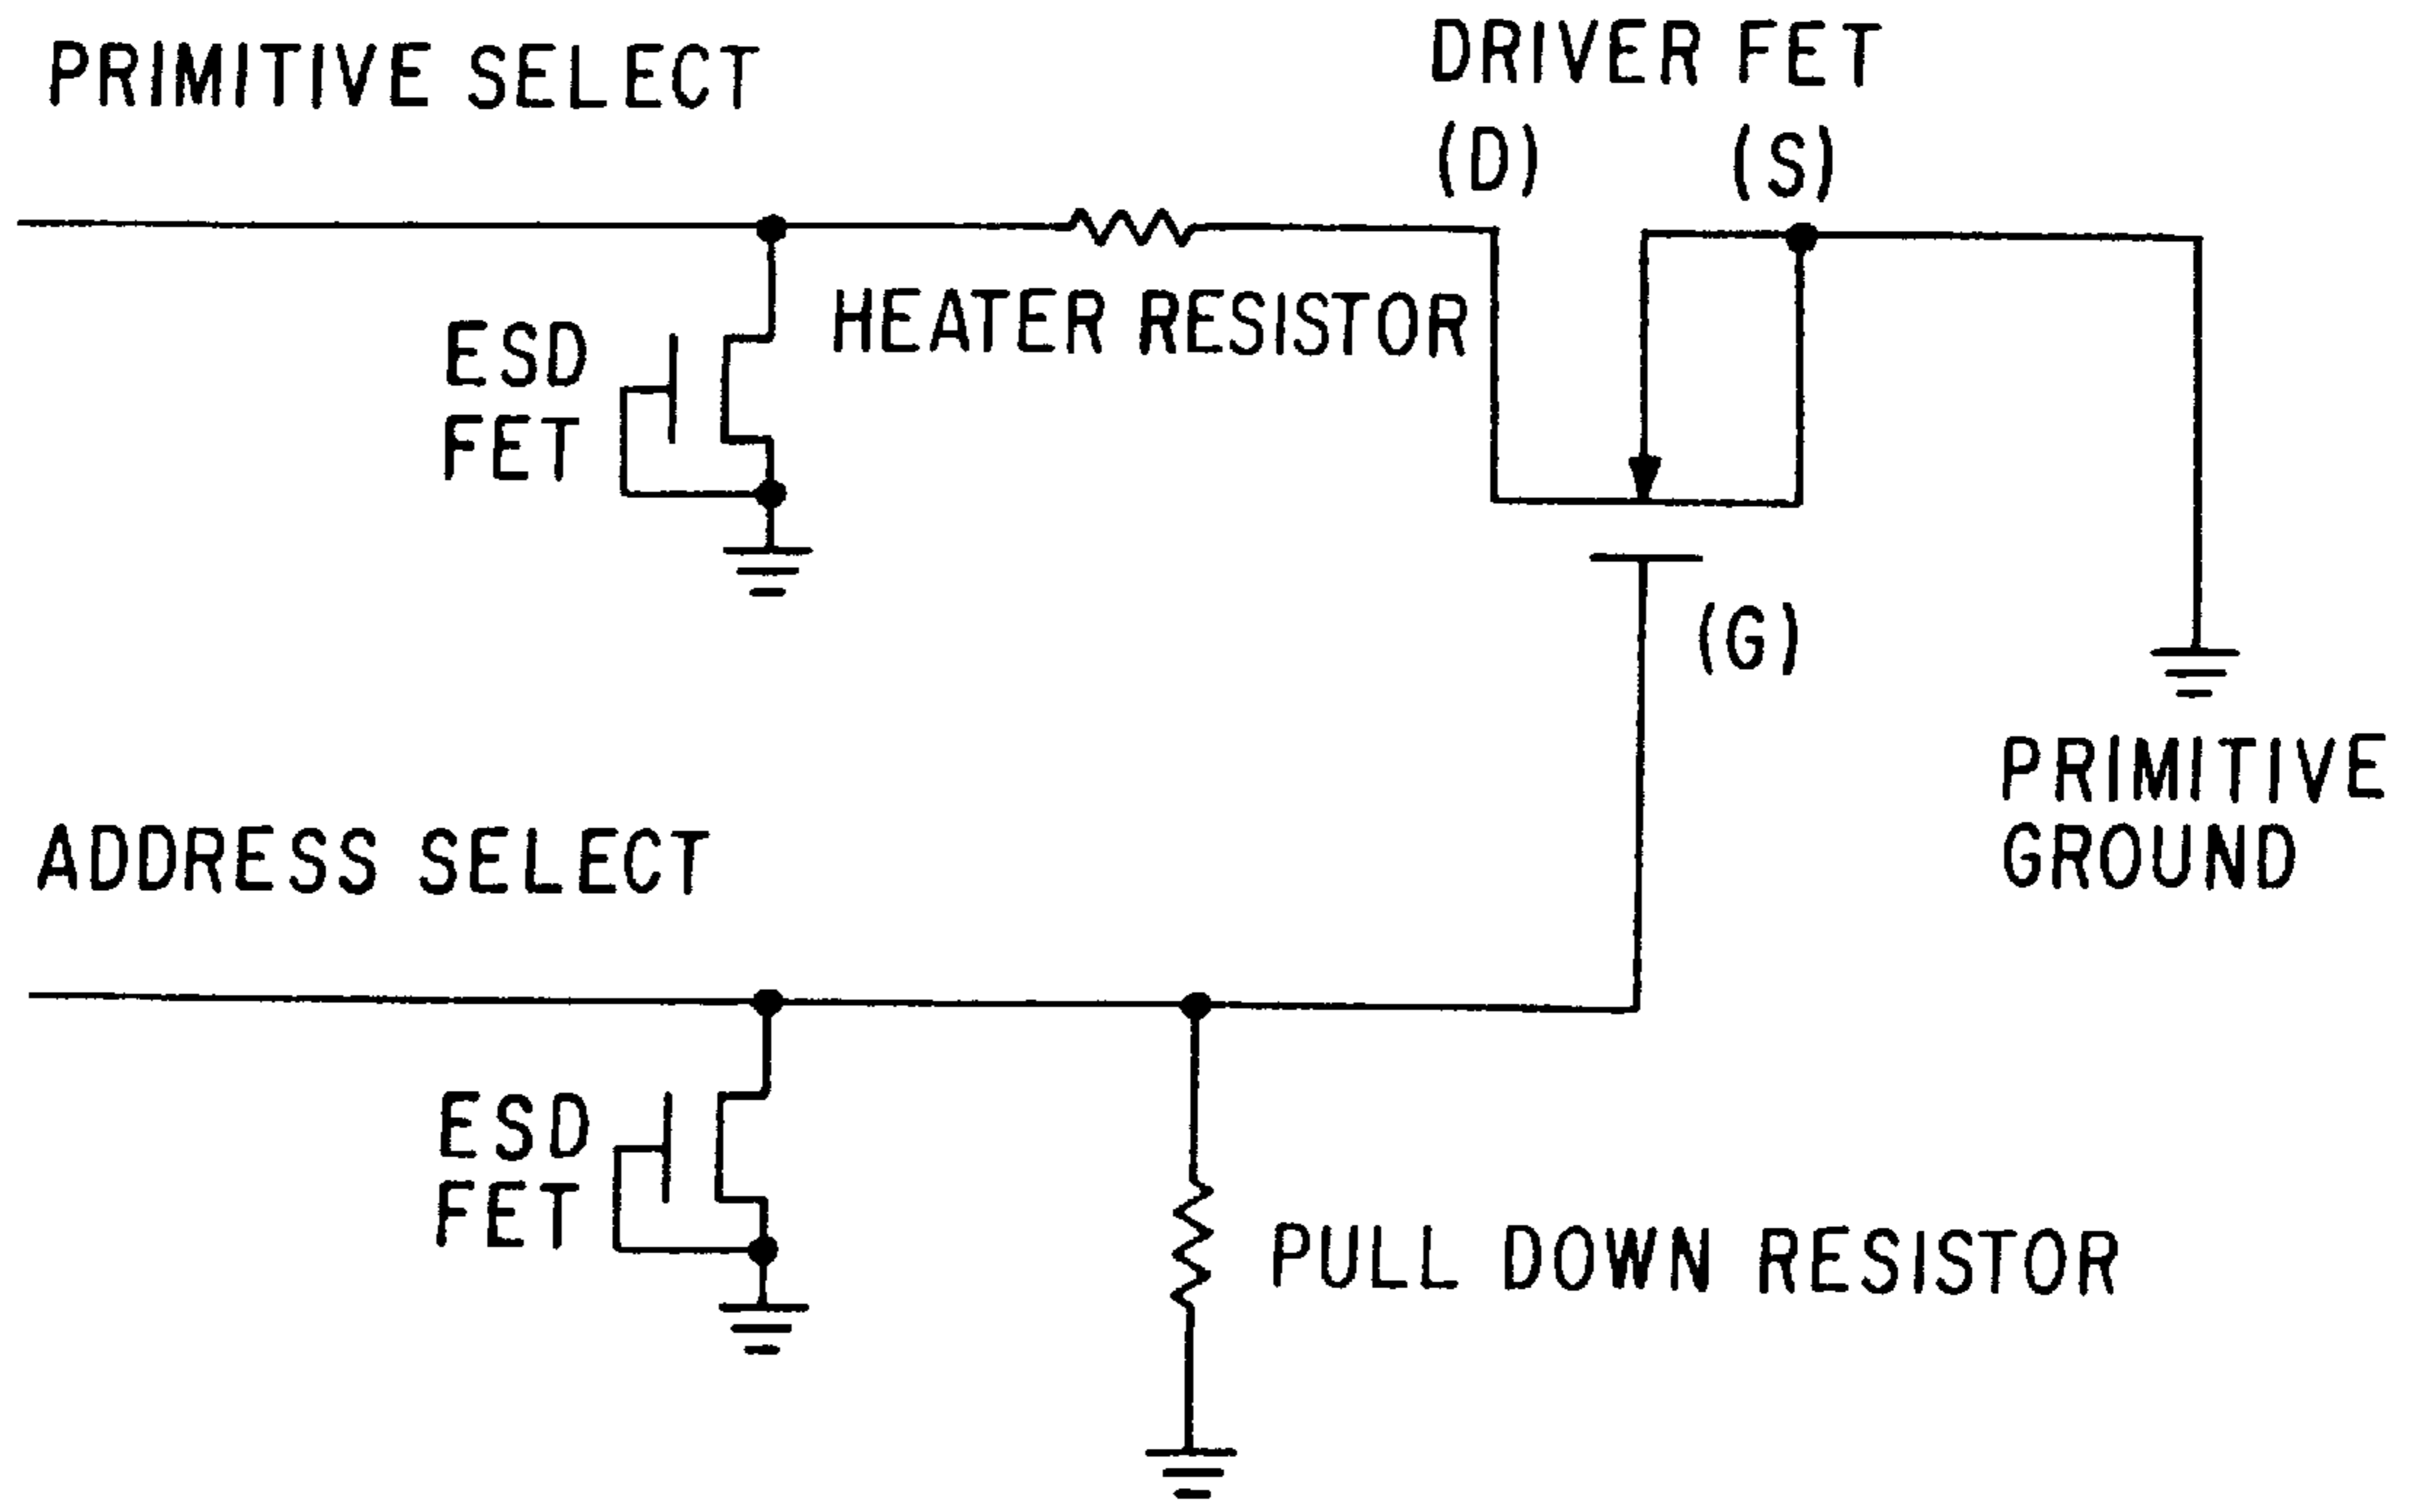 PRIMITIVE SELECT
DRIVER FET
(D) (S)
HEATER RESISTOR
ESD
FET
(G)
PRIMITIVE
GROUND
ADDRESS SELECT
ESD
FET
PULL DOWN RESISTOR